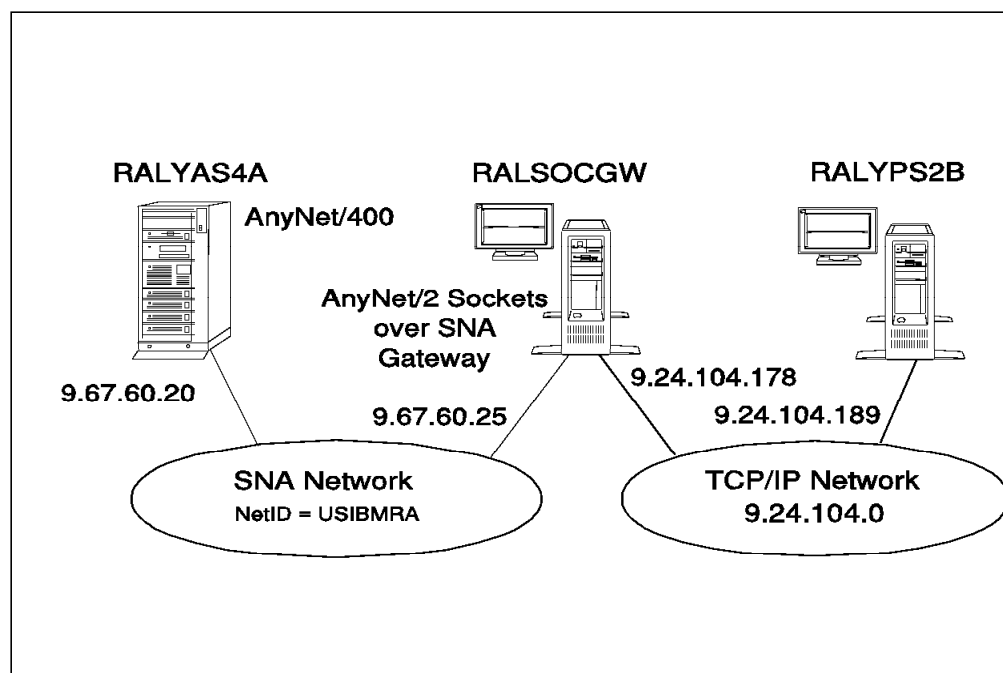 RALYAS4A
AnyNet/400
RALSOCGW
RALYPS2B
AnyNet/2 Sockets
over SNA
Gateway
9.67.60.20
9.67.60.25
9.24.104.178
9.24.104.189
SNA Network
NetID = USIBMRA
TCP/IP Network
9.24.104.0